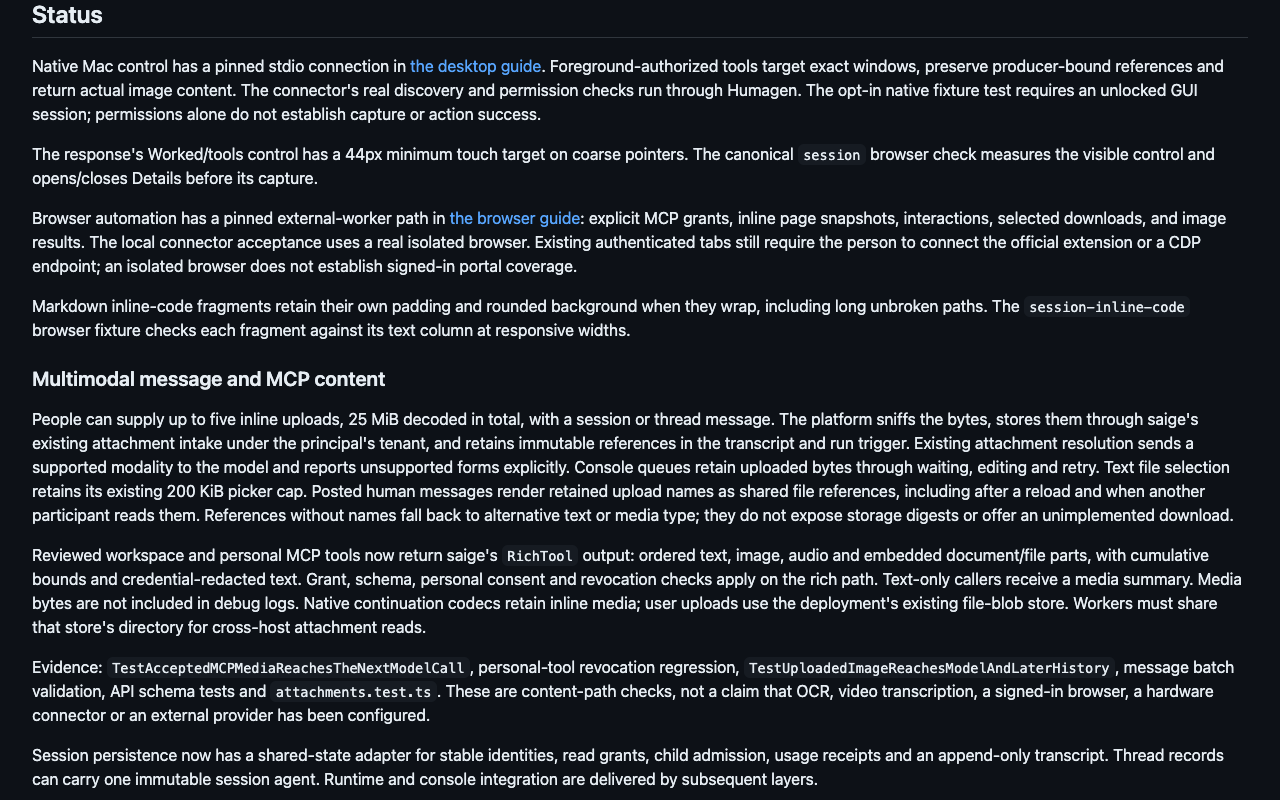 Status
Native Mac control has a pinned stdio connection in the desktop guide. Foreground-authorized tools target exact windows, preserve producer-bound references and
return actual image content. The connector's real discovery and permission checks run through Humagen. The opt-in native fixture test requires an unlocked GUI
session; permissions alone do not establish capture or action success.
The response's Worked/tools control has a 44px minimum touch target on coarse pointers. The canonical session browser check measures the visible control and
opens/closes Details before its capture.
Browser automation has a pinned external-worker path in the browser guide: explicit MCP grants, inline page snapshots, interactions, selected downloads, and image
results. The local connector acceptance uses a real isolated browser. Existing authenticated tabs still require the person to connect the official extension or a CDP
endpoint; an isolated browser does not establish signed-in portal coverage.
Markdown inline-code fragments retain their own padding and rounded background when they wrap, including long unbroken paths. The session-inline-code
browser fixture checks each fragment against its text column at responsive widths.
Multimodal message and MCP content
People can supply up to five inline uploads, 25 MiB decoded in total, with a session or thread message. The platform sniffs the bytes, stores them through saige's
existing attachment intake under the principal's tenant, and retains immutable references in the transcript and run trigger. Existing attachment resolution sends a
supported modality to the model and reports unsupported forms explicitly. Console queues retain uploaded bytes through waiting, editing and retry. Text file selection
retains its existing 200 KiB picker cap. Posted human messages render retained upload names as shared file references, including after a reload and when another
participant reads them. References without names fall back to alternative text or media type; they do not expose storage digests or offer an unimplemented download.
Reviewed workspace and personal MCP tools now return saige's RichTool output: ordered text, image, audio and embedded document/file parts, with cumulative
bounds and credential-redacted text. Grant, schema, personal consent and revocation checks apply on the rich path. Text-only callers receive a media summary. Media
bytes are not included in debug logs. Native continuation codecs retain inline media; user uploads use the deployment's existing file-blob store. Workers must share
that store's directory for cross-host attachment reads.
Evidence: TestAcceptedMCPMediaReachesTheNextModelCall, personal-tool revocation regression, TestUploadedImageReachesModelAndLaterHistory, message batch
validation, API schema tests and attachments.test.ts. These are content-path checks, not a claim that OCR, video transcription, a signed-in browser, a hardware
connector or an external provider has been configured.
Session persistence now has a shared-state adapter for stable identities, read grants, child admission, usage receipts and an append-only transcript. Thread records
can carry one immutable session agent. Runtime and console integration are delivered by subsequent layers.